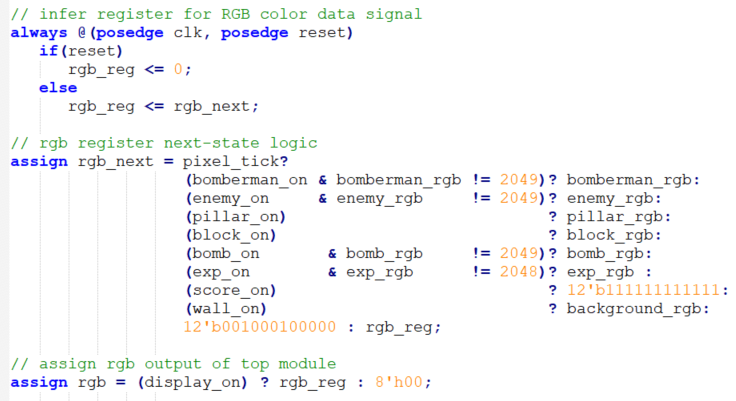 // infer register for RGB color data signal
always @(posedge clk, posedge reset)
if(reset)
rgb_reg <= 0;
else
rgb_reg <= rgb_next;
// rgb register next-state logic
assign rgb_next = pixel_tick?
(bomberman_on & bomberman_rgb != 2049)? bomberman_rgb:
(enemy_on & enemy_rgb != 2049)? enemy_rgb:
(pillar_on) ? pillar_rgb:
(block_on) ? block_rgb:
(bomb_on & bomb_rgb != 2049)? bomb_rgb:
(exp_on & exp_rgb != 2048)? exp_rgb :
(score_on) ? 12'b111111111111:
(wall_on) ? background_rgb:
12'b001000100000 : rgb_reg;
// assign rgb output of top module
assign rgb = (display_on) ? rgb_reg : 8'h00;